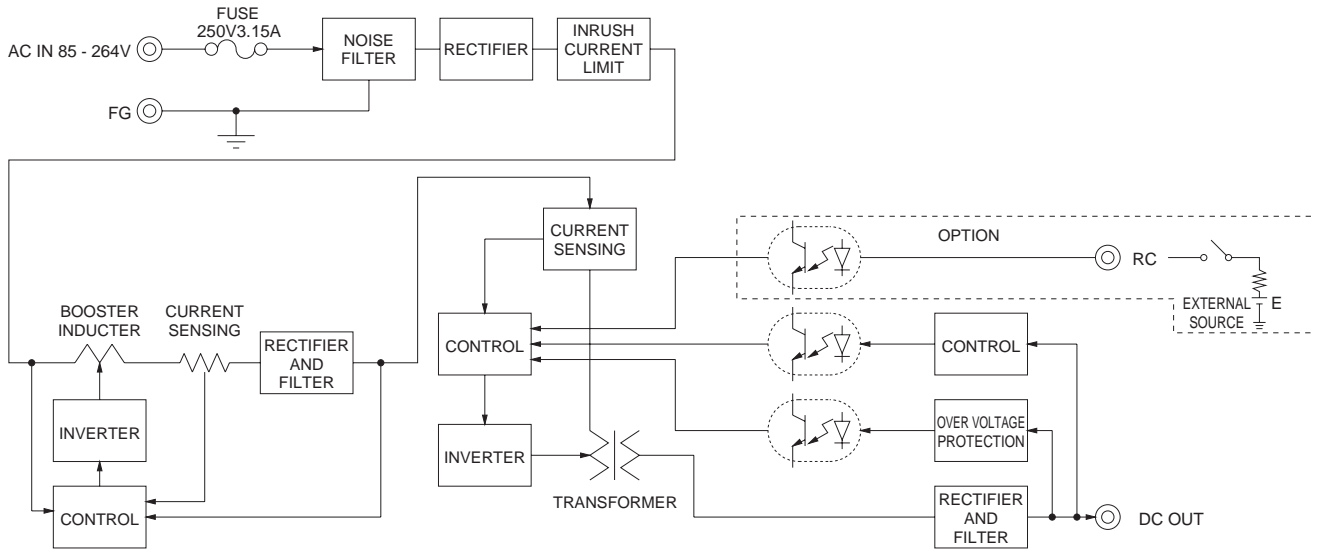 FUSE
250V3.15A
AC IN 85 - 264V
NOISE
FILTER
RECTIFIER
INRUSH
CURRENT
LIMIT
FG
CURRENT
SENSING
OPTION
RC
EXTERNAL
SOURCE
E
BOOSTER
INDUCTER
CURRENT
SENSING
RECTIFIER
AND
FILTER
CONTROL
CONTROL
INVERTER
OVER VOLTAGE
PROTECTION
INVERTER
TRANSFORMER
CONTROL
RECTIFIER
AND
FILTER
DC OUT